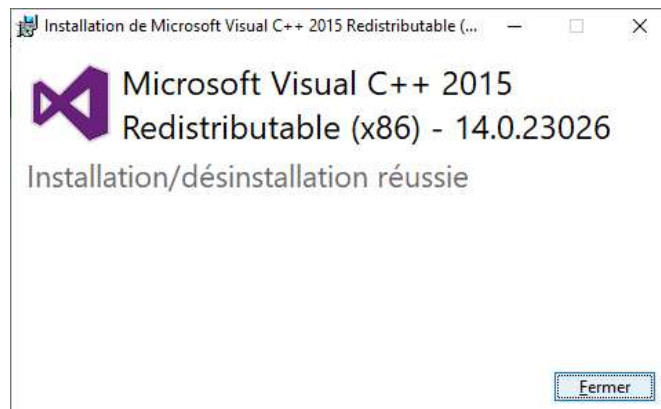 Installation de Microsoft Visual C++ 2015 Redistributable (...
Microsoft Visual C++ 2015
Redistributable (x86) - 14.0.23026
Installation/désinstallation réussie
Fermer